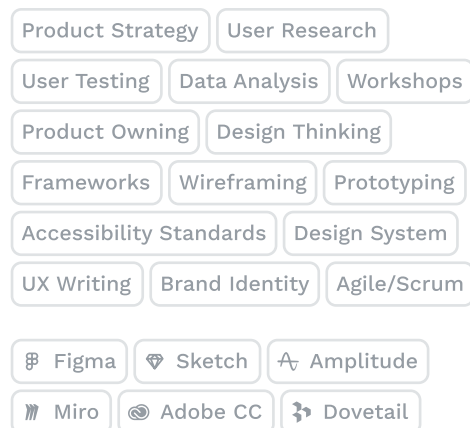 Product Strategy User Research
User Testing Data Analysis Workshops
Product Owning Design Thinking
Frameworks Wireframing Prototyping
Accessibility Standards Design System
UX Writing Brand Identity Agile/Scrum
Figma Sketch Amplitude
Miro Adobe CC Dovetail